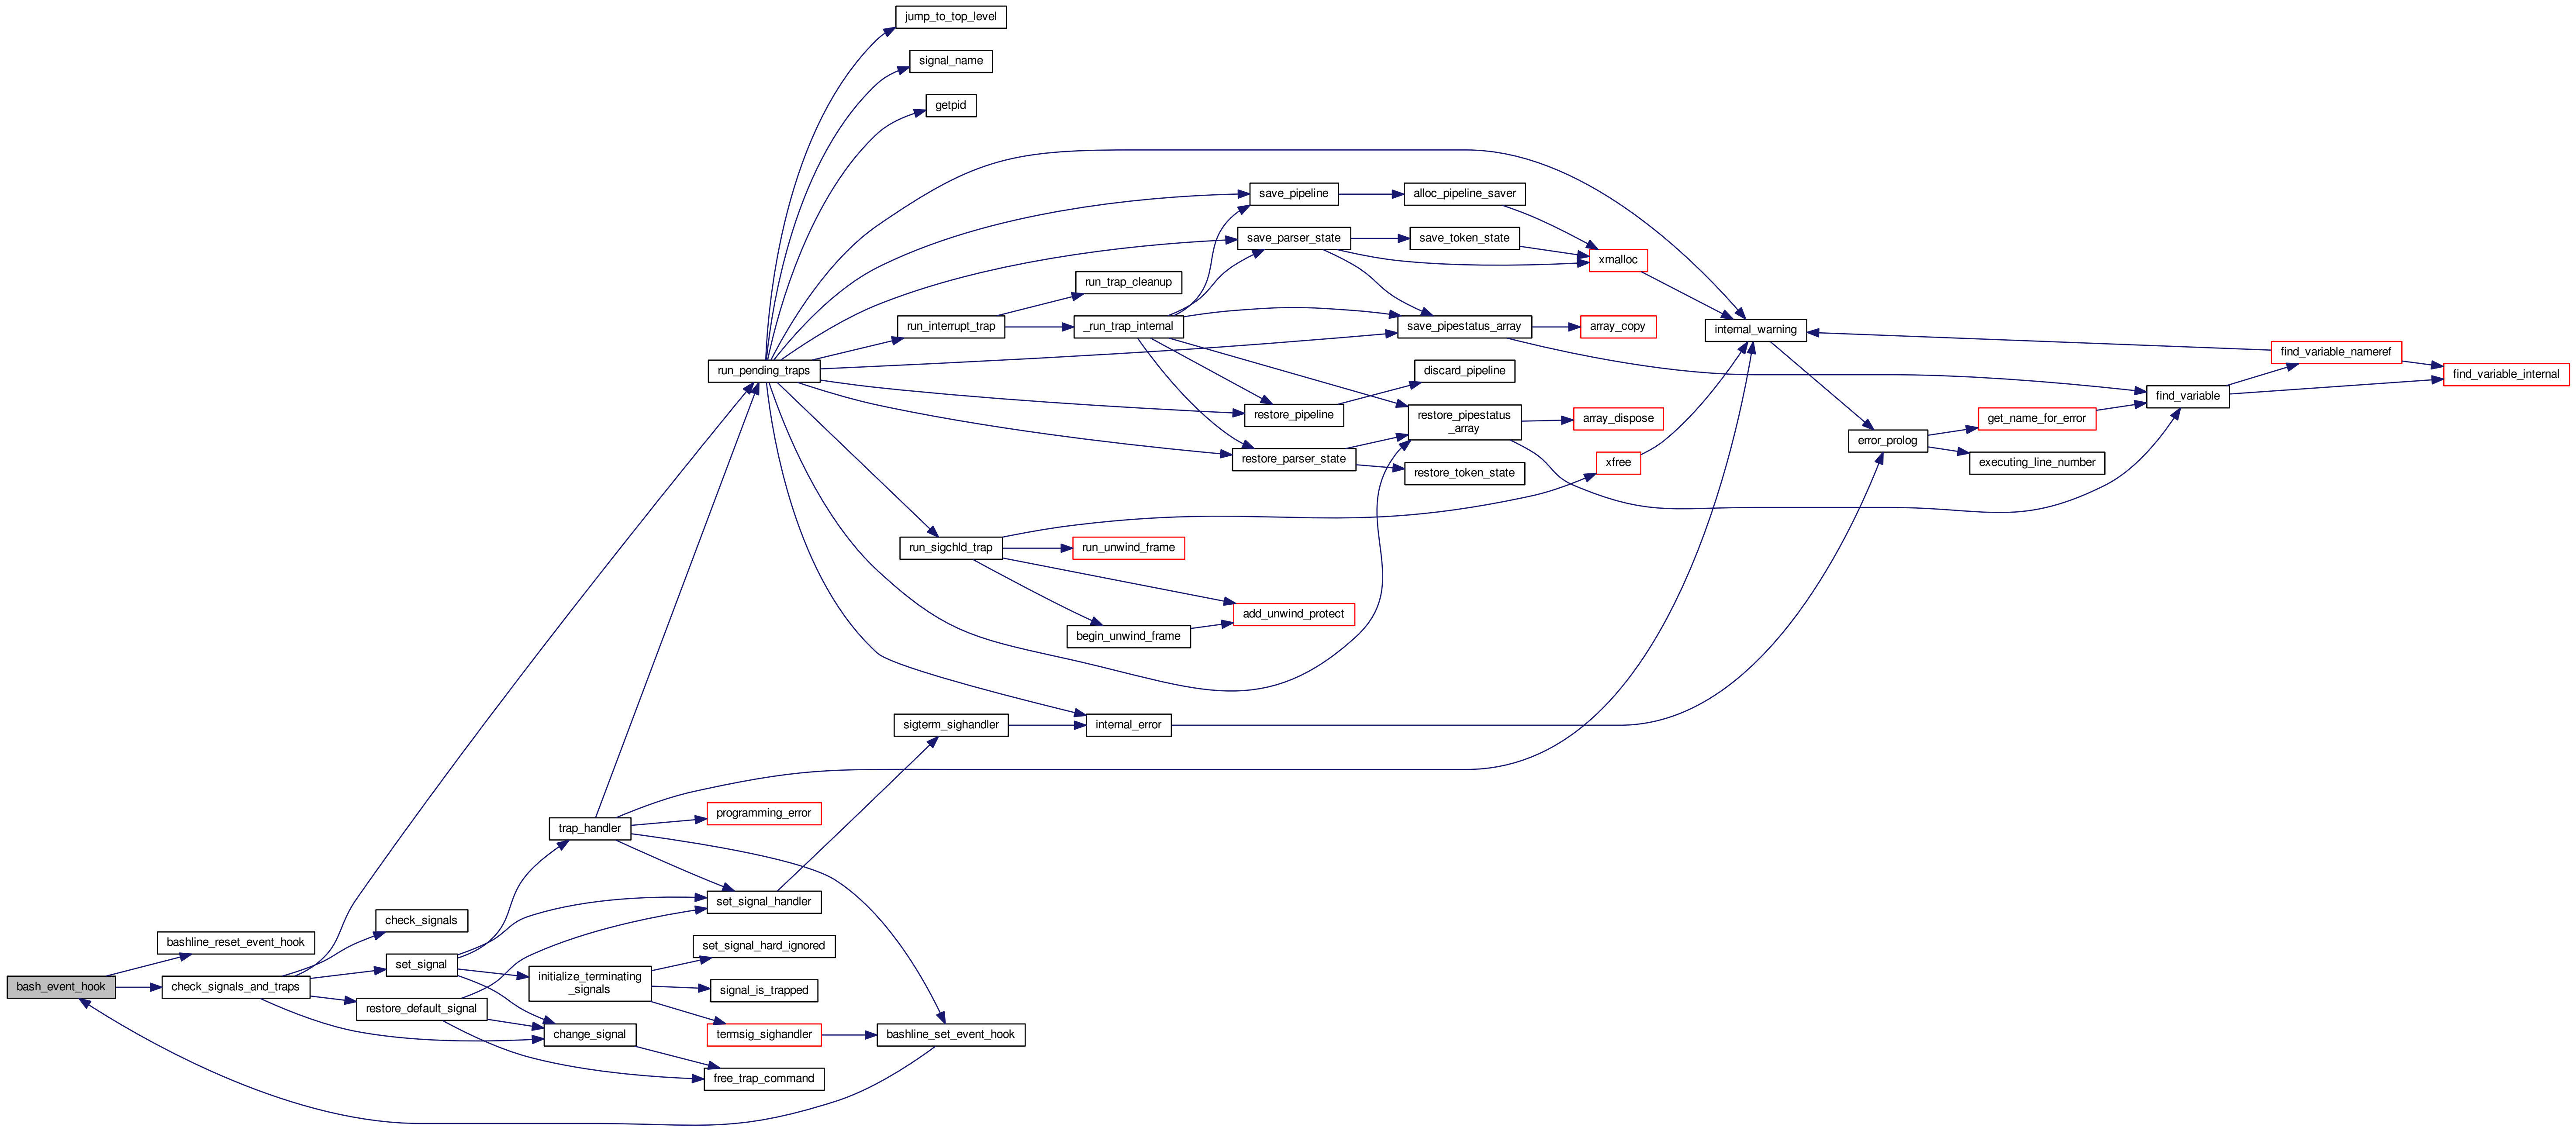 jump_to_top_level
signal_name
getpid
save_pipeline
alloc_pipeline_saver
save_parser_state
save_token_state
xmalloc
run_trap_cleanup
run_interrupt_trap
_run_trap_internal
save_pipestatus_array
array_copy
internal_warning
find_variable_nameref
find_variable_internal
run_pending_traps
discard_pipeline
find_variable
restore_pipeline
restore_pipestatus
_array
array_dispose
get_name_for_error
error_prolog
restore_parser_state
xfree
executing_line_number
restore_token_state
run_sigchld_trap
run_unwind_frame
add_unwind_protect
begin_unwind_frame
sigterm_sighandler
internal_error
programming_error
trap_handler
set_signal_handler
check_signals
bashline_reset_event_hook
set_signal_hard_ignored
set_signal
initialize_terminating
_signals
bash_event_hook
check_signals_and_traps
signal_is_trapped
restore_default_signal
change_signal
termsig_sighandler
bashline_set_event_hook
free_trap_command